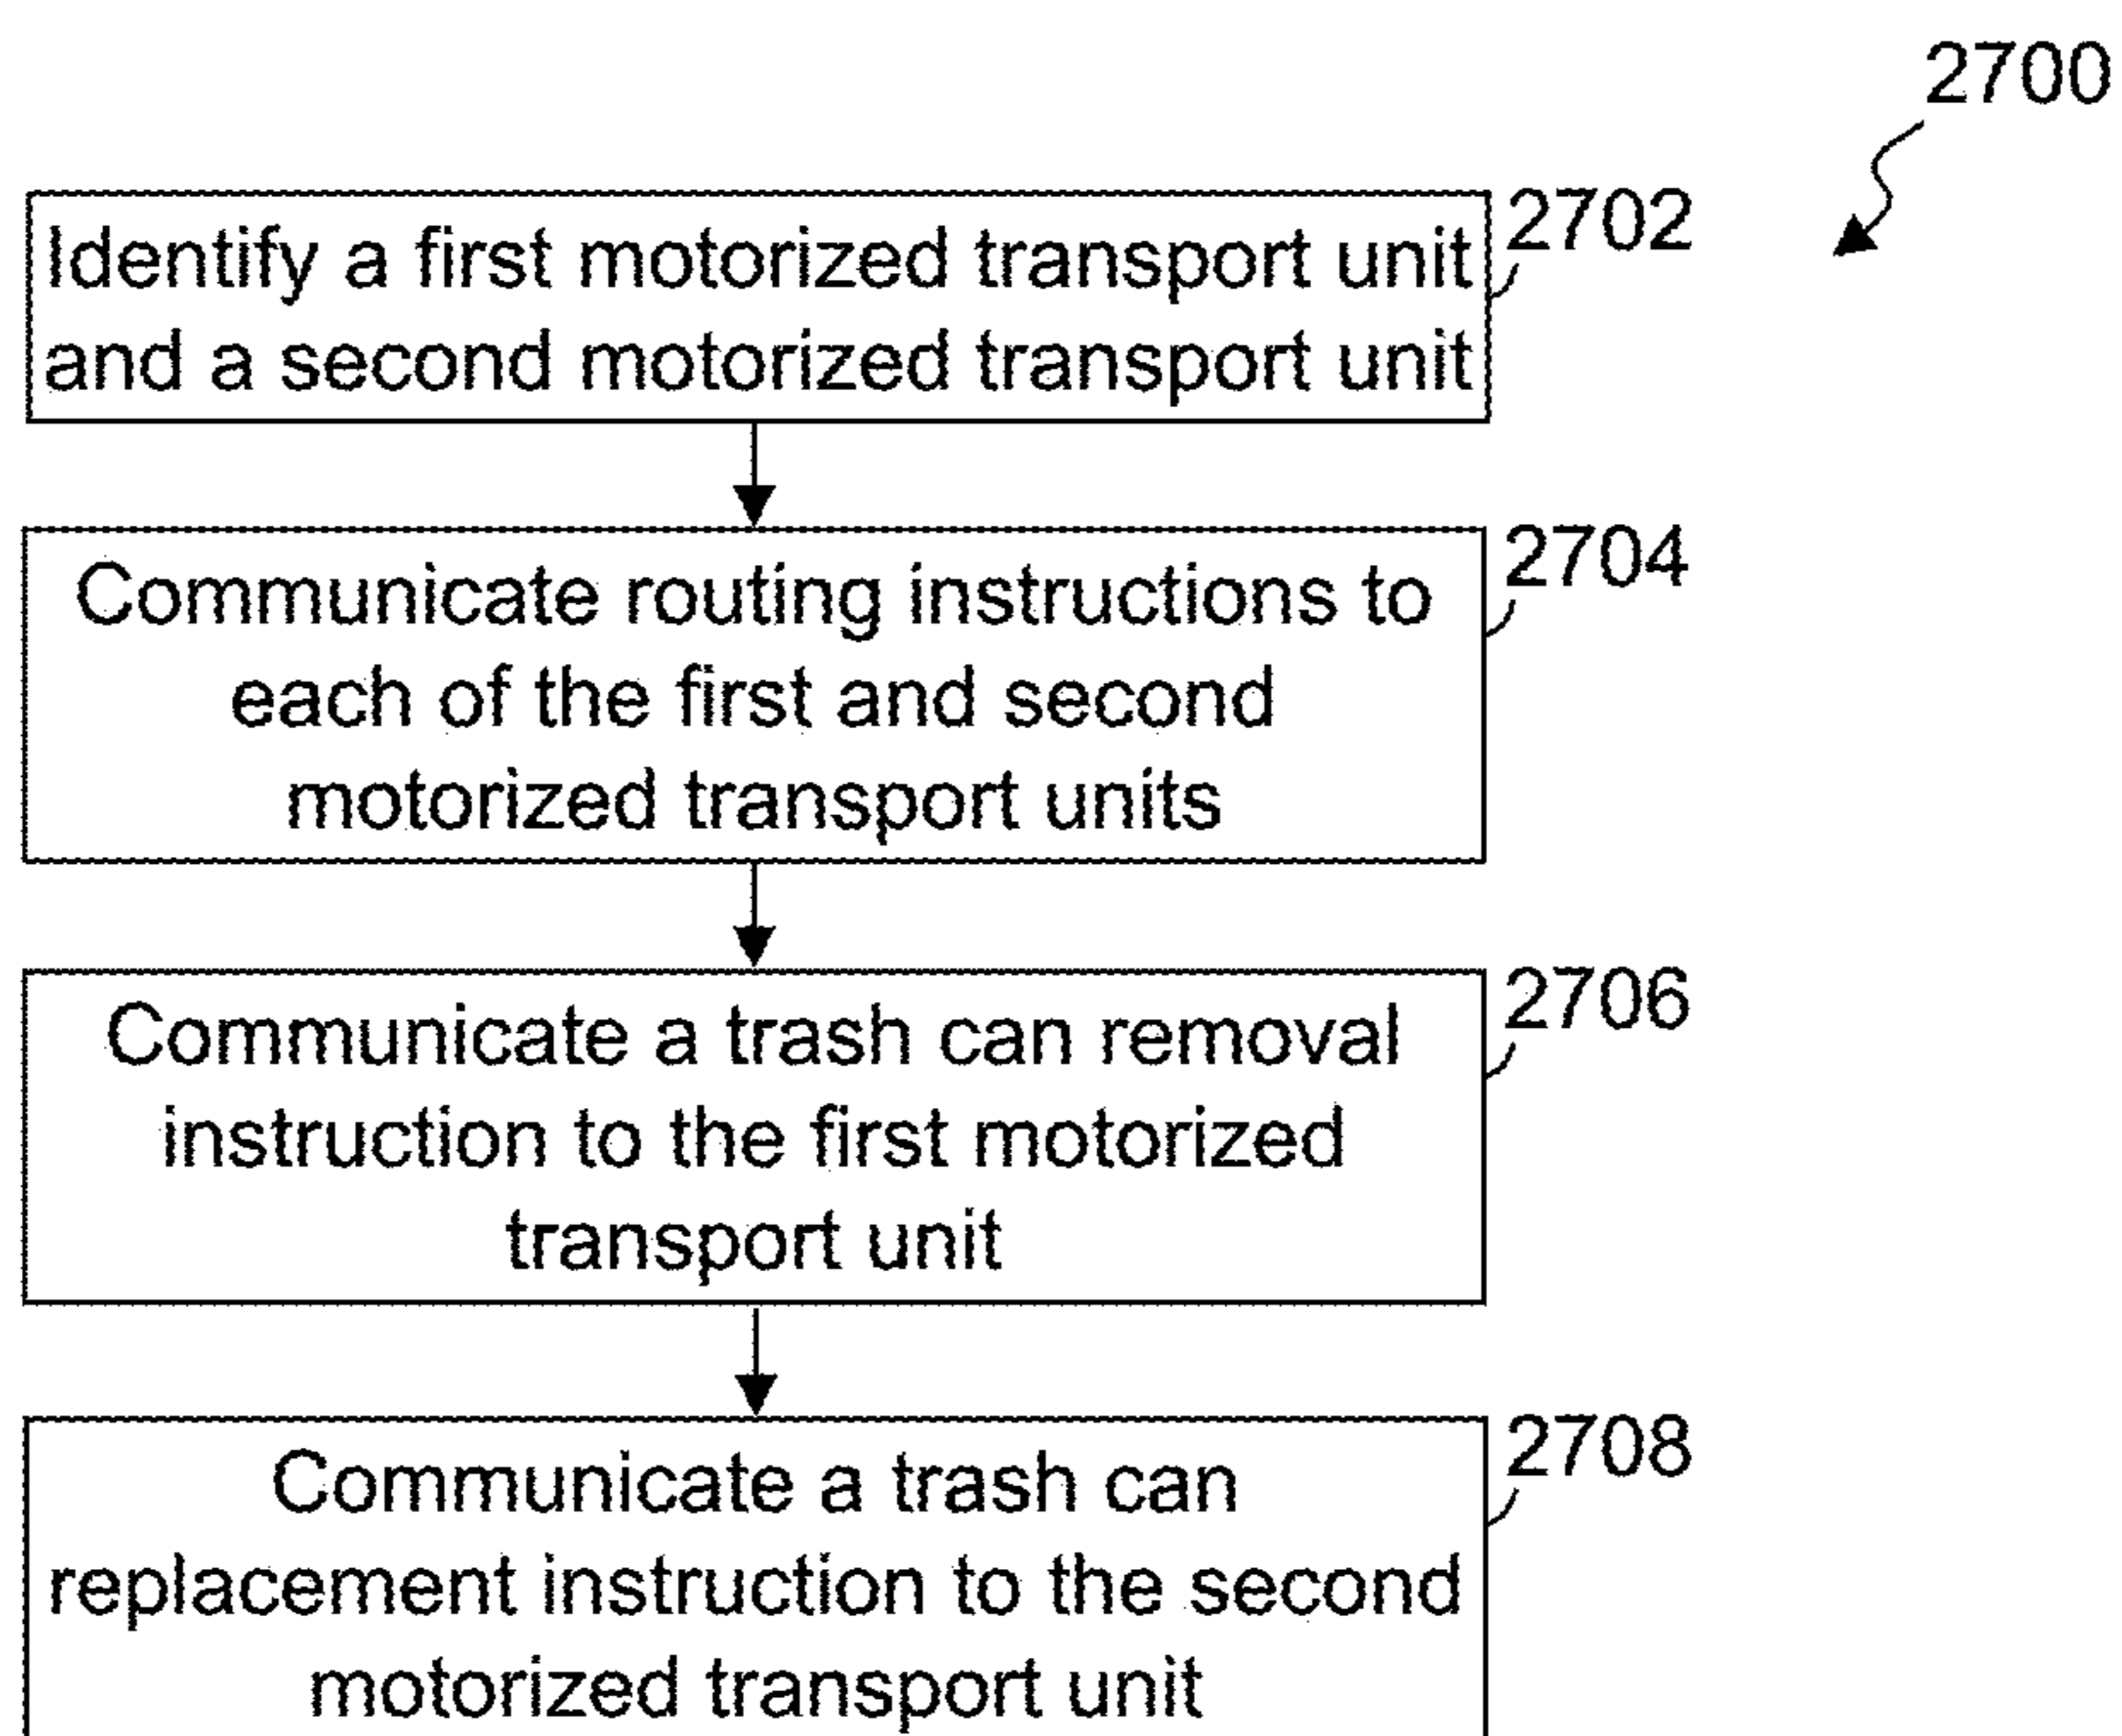 2700
2702
Identify a first motorized transport unit
and a second motorized transport unit
2704
Communicate routing instructions to
each of the first and second
motorized transport units
2706
Communicate a trash can removal
instruction to the first motorized
transport unit
2708
Communicate a trash can
replacement instruction to the second
motorized transport unit